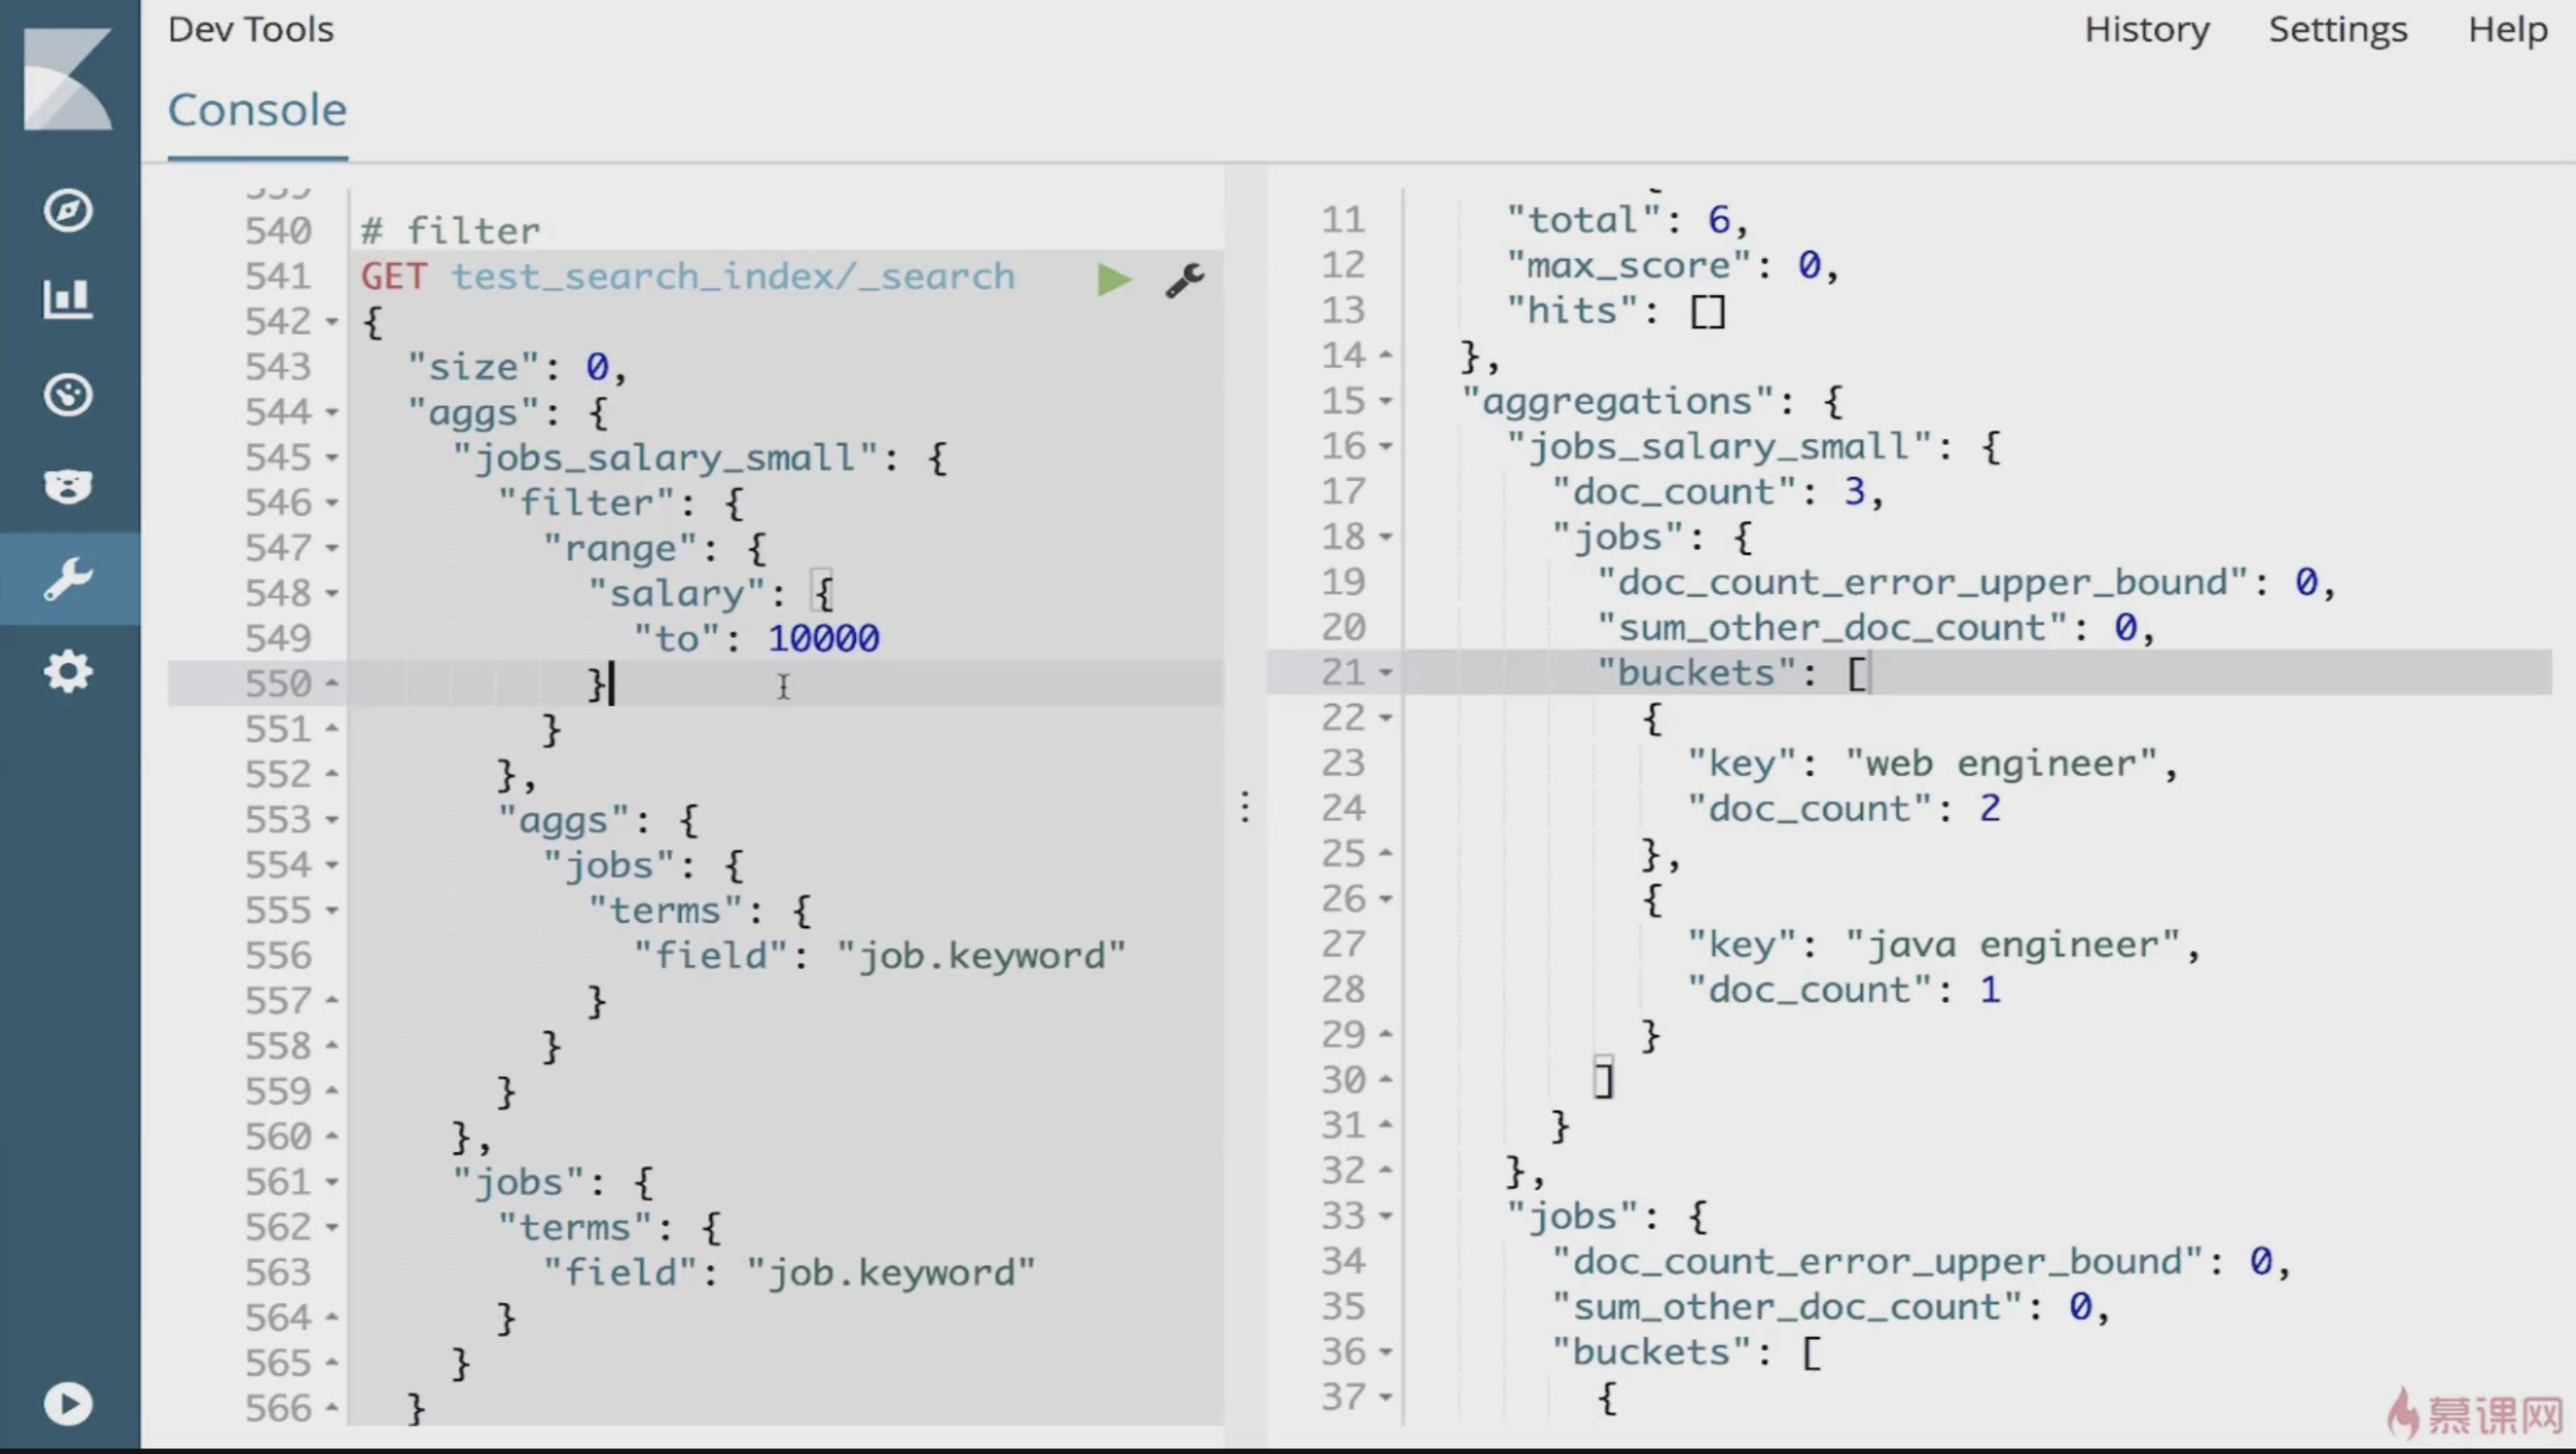 Dev Tools
History Settings Help
Console
540 # filter
541 GET test_search_index/_search
542 {
543 "size": 0,
544 "aggs": {
545 "jobs_salary_small": {
546 "filter": {
547 "range": {
548 "salary": {
549 "to": 10000
550 }
551 }
552 },
553 "aggs": {
554 "jobs": {
555 "terms": {
556 "field": "job.keyword"
557 }
558 }
559 }
560 },
561 "jobs": {
562 "terms": {
563 "field": "job.keyword"
564 }
565 }
566 }
11 "total": 6,
12 "max_score": 0,
13 "hits": []
14 },
15 "aggregations": {
16 "jobs_salary_small": {
17 "doc_count": 3,
18 "jobs": {
19 "doc_count_error_upper_bound": 0,
20 "sum_other_doc_count": 0,
21 "buckets": [
22 {
23 "key": "web engineer",
24 "doc_count": 2
25 },
26 {
27 "key": "java engineer",
28 "doc_count": 1
29 }
30 ]
31 }
32 },
33 "jobs": {
34 "doc_count_error_upper_bound": 0,
35 "sum_other_doc_count": 0,
36 "buckets": [
37 {
慕课网